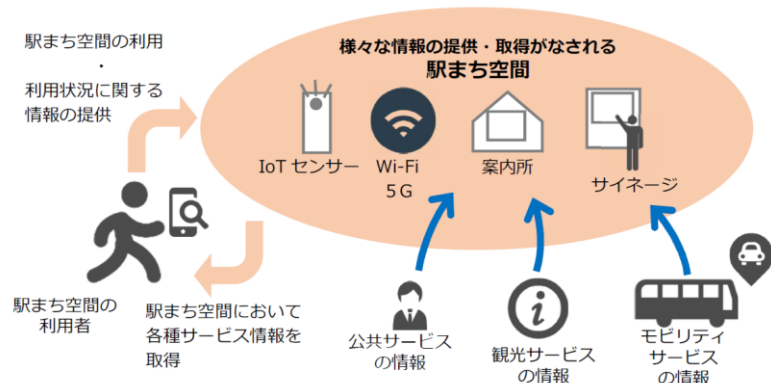 様々な情報の提供・取得がなされる
駅まち空間
駅まち空間の利用
・
利用状況に関する
情報の提供
IoT センサー
Wi-Fi
5G
案内所
サイネージ
駅まち空間の
利用者
駅まち空間において
各種サービス情報を
取得
公共サービス
の情報
観光サービス
の情報
モビリティ
サービス
の情報